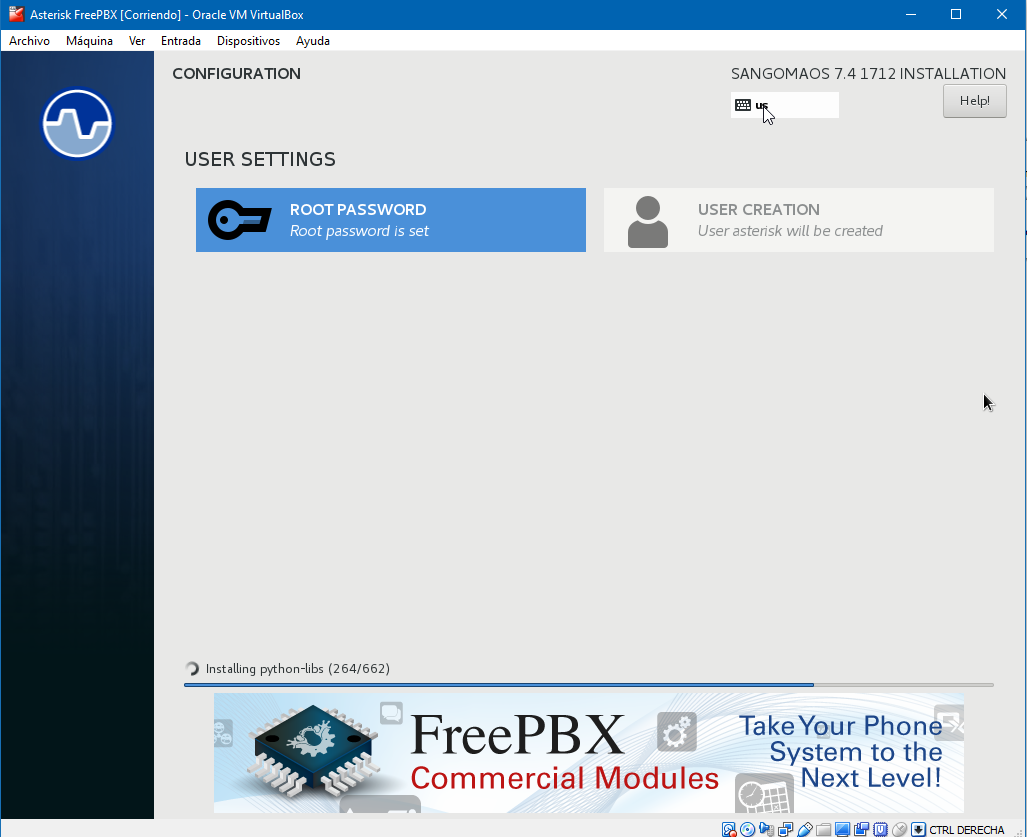 Asterisk FreePBX [Corriendo] - Oracle VM VirtualBox
Archivo Máquina Ver Entrada Dispositivos Ayuda
CONFIGURATION
SANGOMAOS 7.4 1712 INSTALLATION
us
Help!
USER SETTINGS
ROOT PASSWORD
Root password is set
USER CREATION
User asterisk will be created
Installing python-libs (264/662)
FreePBX
Commercial Modules
Take Your Phone
System to the
Next Level!
CTRL DERECHA